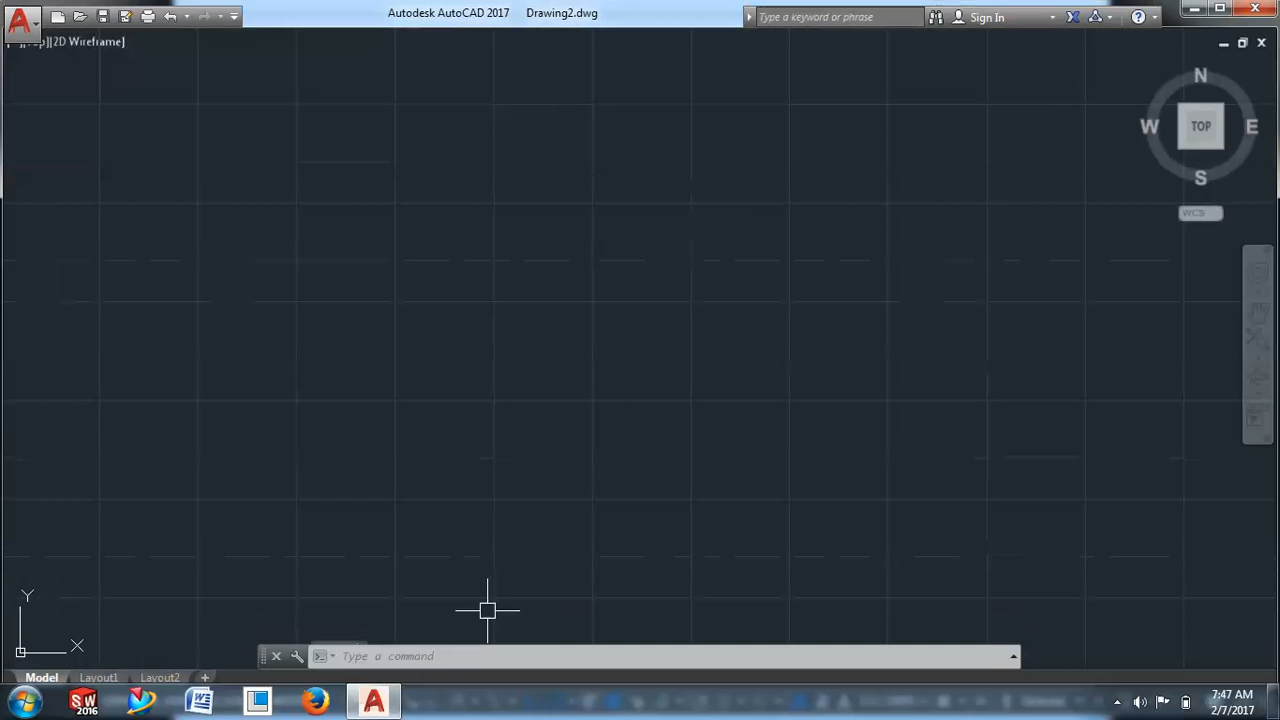 Autodesk AutoCAD 2017 Drawing2.dwg
Type a keyword or phrase
Sign In
][2D Wireframe]
N
W
TOP
E
S
WCS
Y
X
Type a command
Model
Layout1
Layout2
SW
2016
7:47 AM
2/7/2017